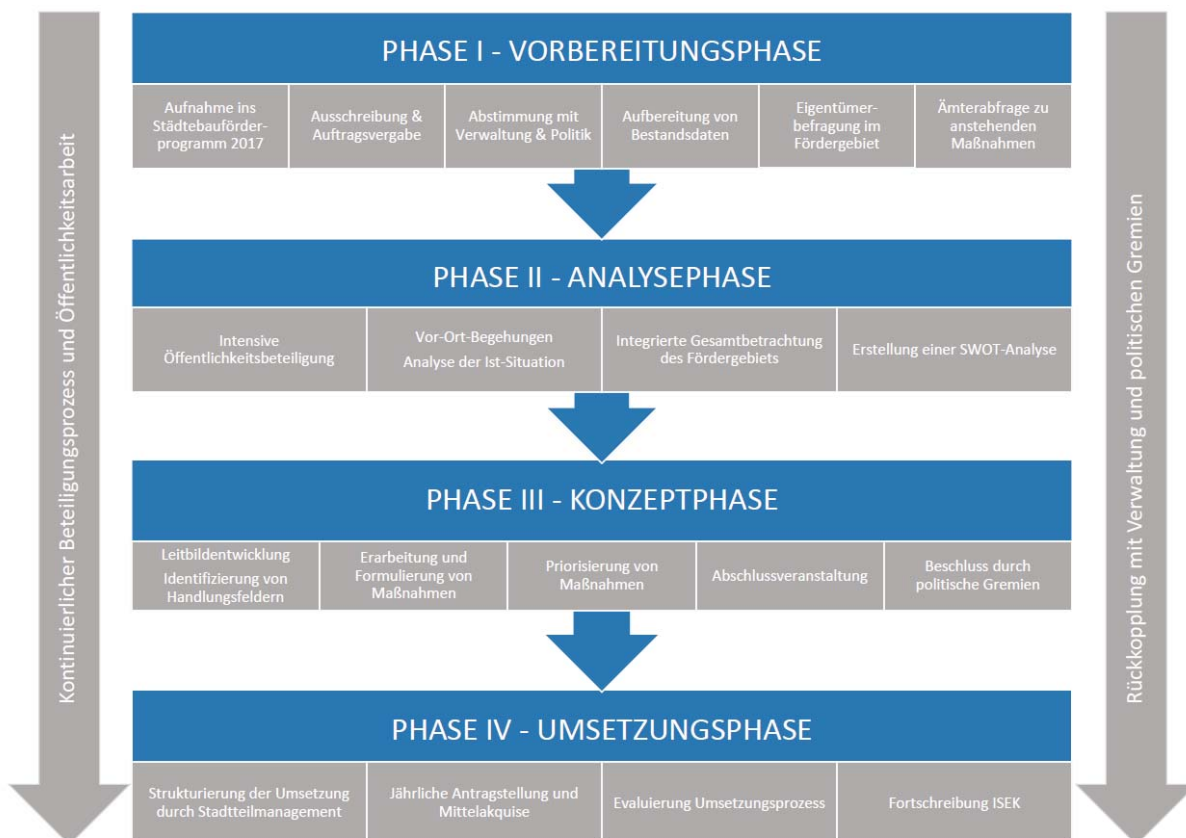 Kontinuierlicher Beteiligungsprozess und Öffentlichkeitsarbeit
PHASE I - VORBEREITUNGSPHASE
Aufnahme ins
Städtebauförder-
programm 2017
Ausschreibung &
Auftragsvergabe
Abstimmung mit
Verwaltung & Politik
Aufbereitung von
Bestandsdaten
Eigentümer-
befragung im
Fördergebiet
Ämterabfrage zu
anstehenden
Maßnahmen
PHASE II - ANALYSEPHASE
Intensive
Öffentlichkeitsbeteiligung
Vor-Ort-Begehungen
Analyse der Ist-Situation
Integrierte Gesamtbetrachtung
des Fördergebiets
Erstellung einer SWOT-Analyse
PHASE III - KONZEPTPHASE
Leitbildentwicklung
Identifizierung von
Handlungsfeldern
Erarbeitung und
Formulierung von
Maßnahmen
Priorisierung von
Maßnahmen
Abschlussveranstaltung
Beschluss durch
politische Gremien
PHASE IV - UMSETZUNGSPHASE
Strukturierung der Umsetzung
durch Stadtteilmanagement
Jährliche Antragstellung und
Mittelakquise
Evaluierung Umsetzungsprozess
Fortschreibung ISEK
Rückkopplung mit Verwaltung und politischen Gremien